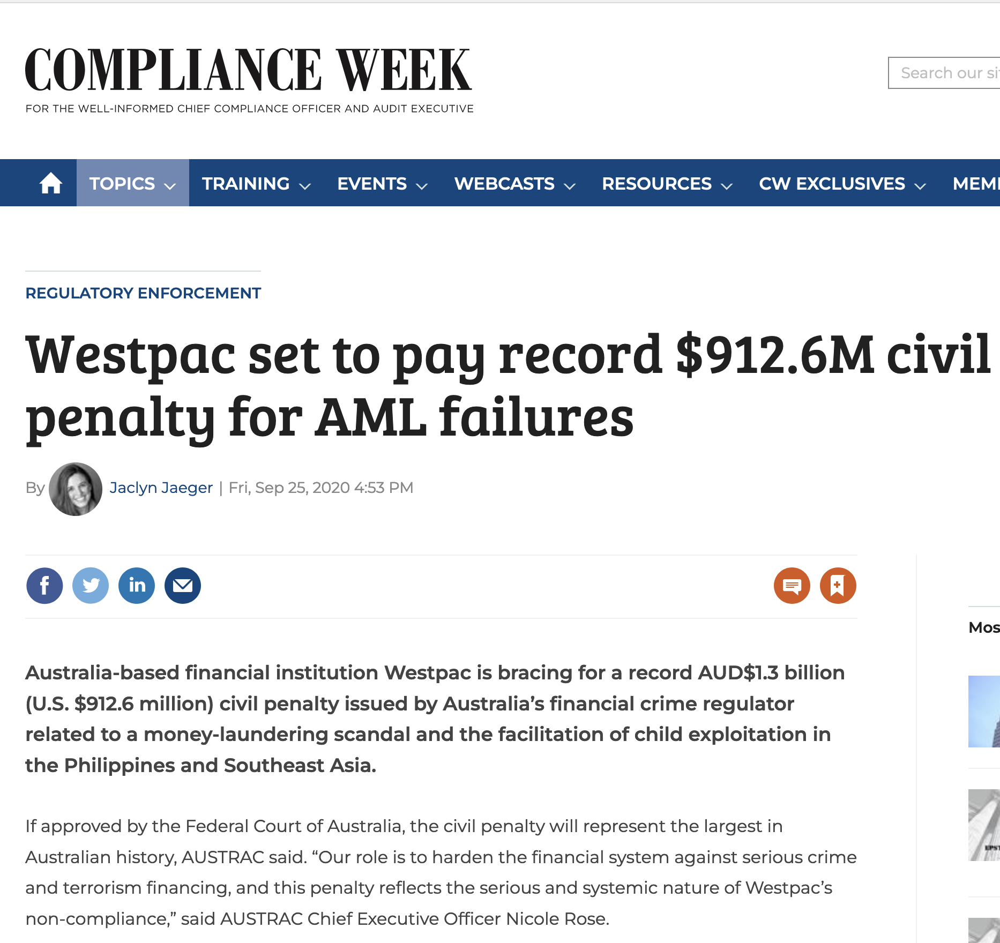 COMPLIANCE WEEK
FOR THE WELL-INFORMED CHIEF COMPLIANCE OFFICER AND AUDIT EXECUTIVE
Search our
TOPICS TRAINING EVENTS WEBCASTS RESOURCES CW EXCLUSIVES
REGULATORY ENFORCEMENT
Westpac set to pay record $912.6M civil
penalty for AML failures
By Jaclyn Jaeger | Fri, Sep 25, 2020 4:53 PM
f in
Australia-based financial institution Westpac is bracing for a record AUD$1.3 billion
(U.S. $912.6 million) civil penalty issued by Australia’s financial crime regulator
related to a money-laundering scandal and the facilitation of child exploitation in
the Philippines and Southeast Asia.
If approved by the Federal Court of Australia, the civil penalty will represent the largest in
Australian history, AUSTRAC said. “Our role is to harden the financial system against serious crime
and terrorism financing, and this penalty reflects the serious and systemic nature of Westpac’s
non-compliance,” said AUSTRAC Chief Executive Officer Nicole Rose.